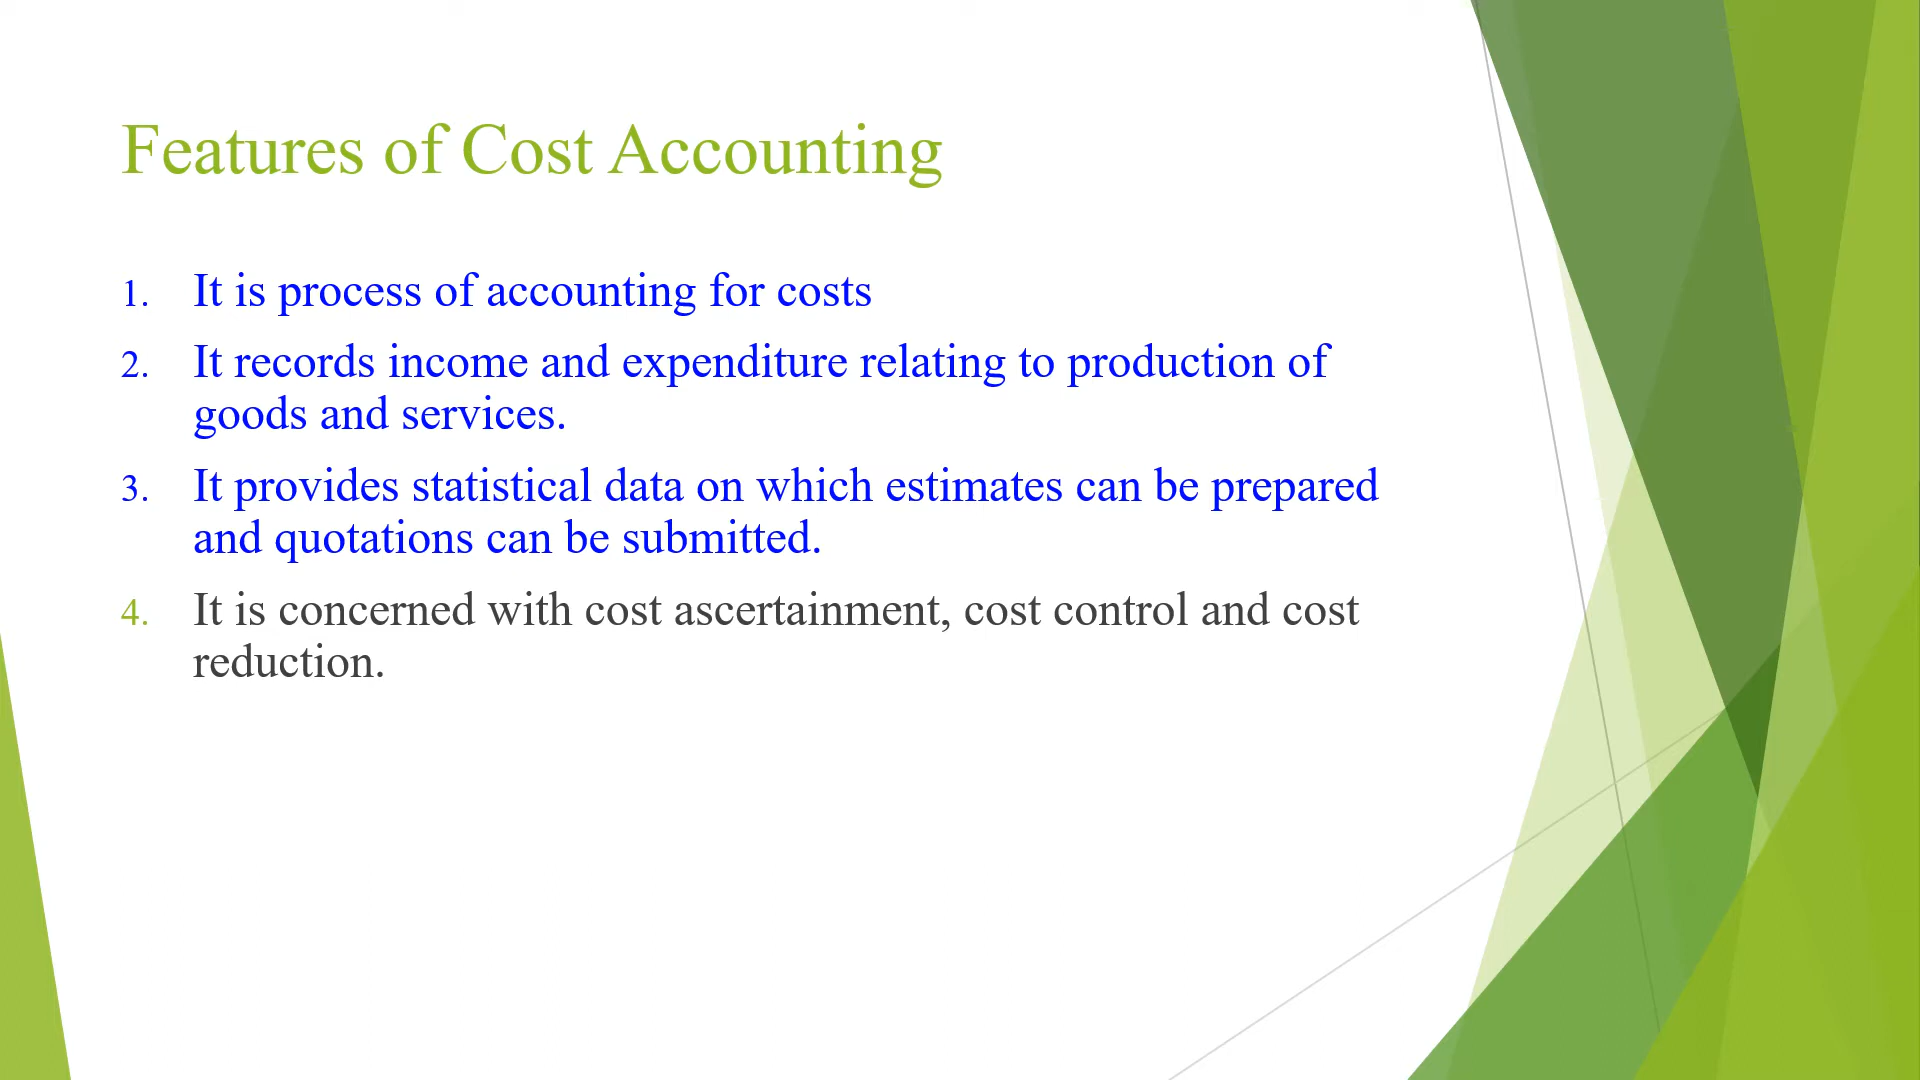 Features of Cost Accounting
1. It is process of accounting for costs
2. It records income and expenditure relating to production of
goods and services.
3. It provides statistical data on which estimates can be prepared
and quotations can be submitted.
4. It is concerned with cost ascertainment, cost control and cost
reduction.